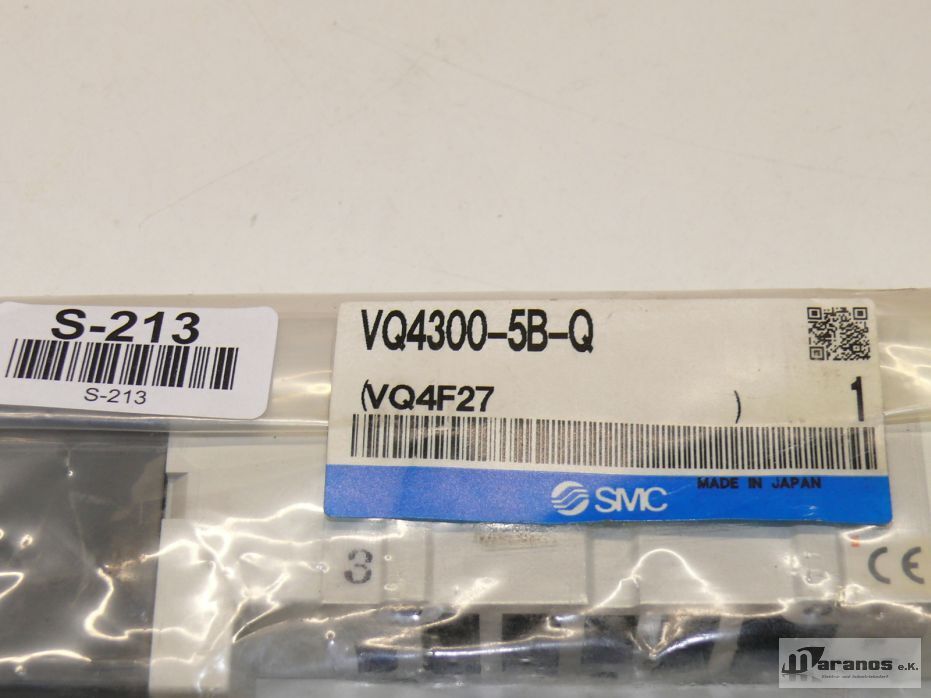 S-213
S-213
VQ4300-5B-Q
(VQ4F27 ) 1
MADE IN JAPAN
SMC
3
CE
Maranos e.K.